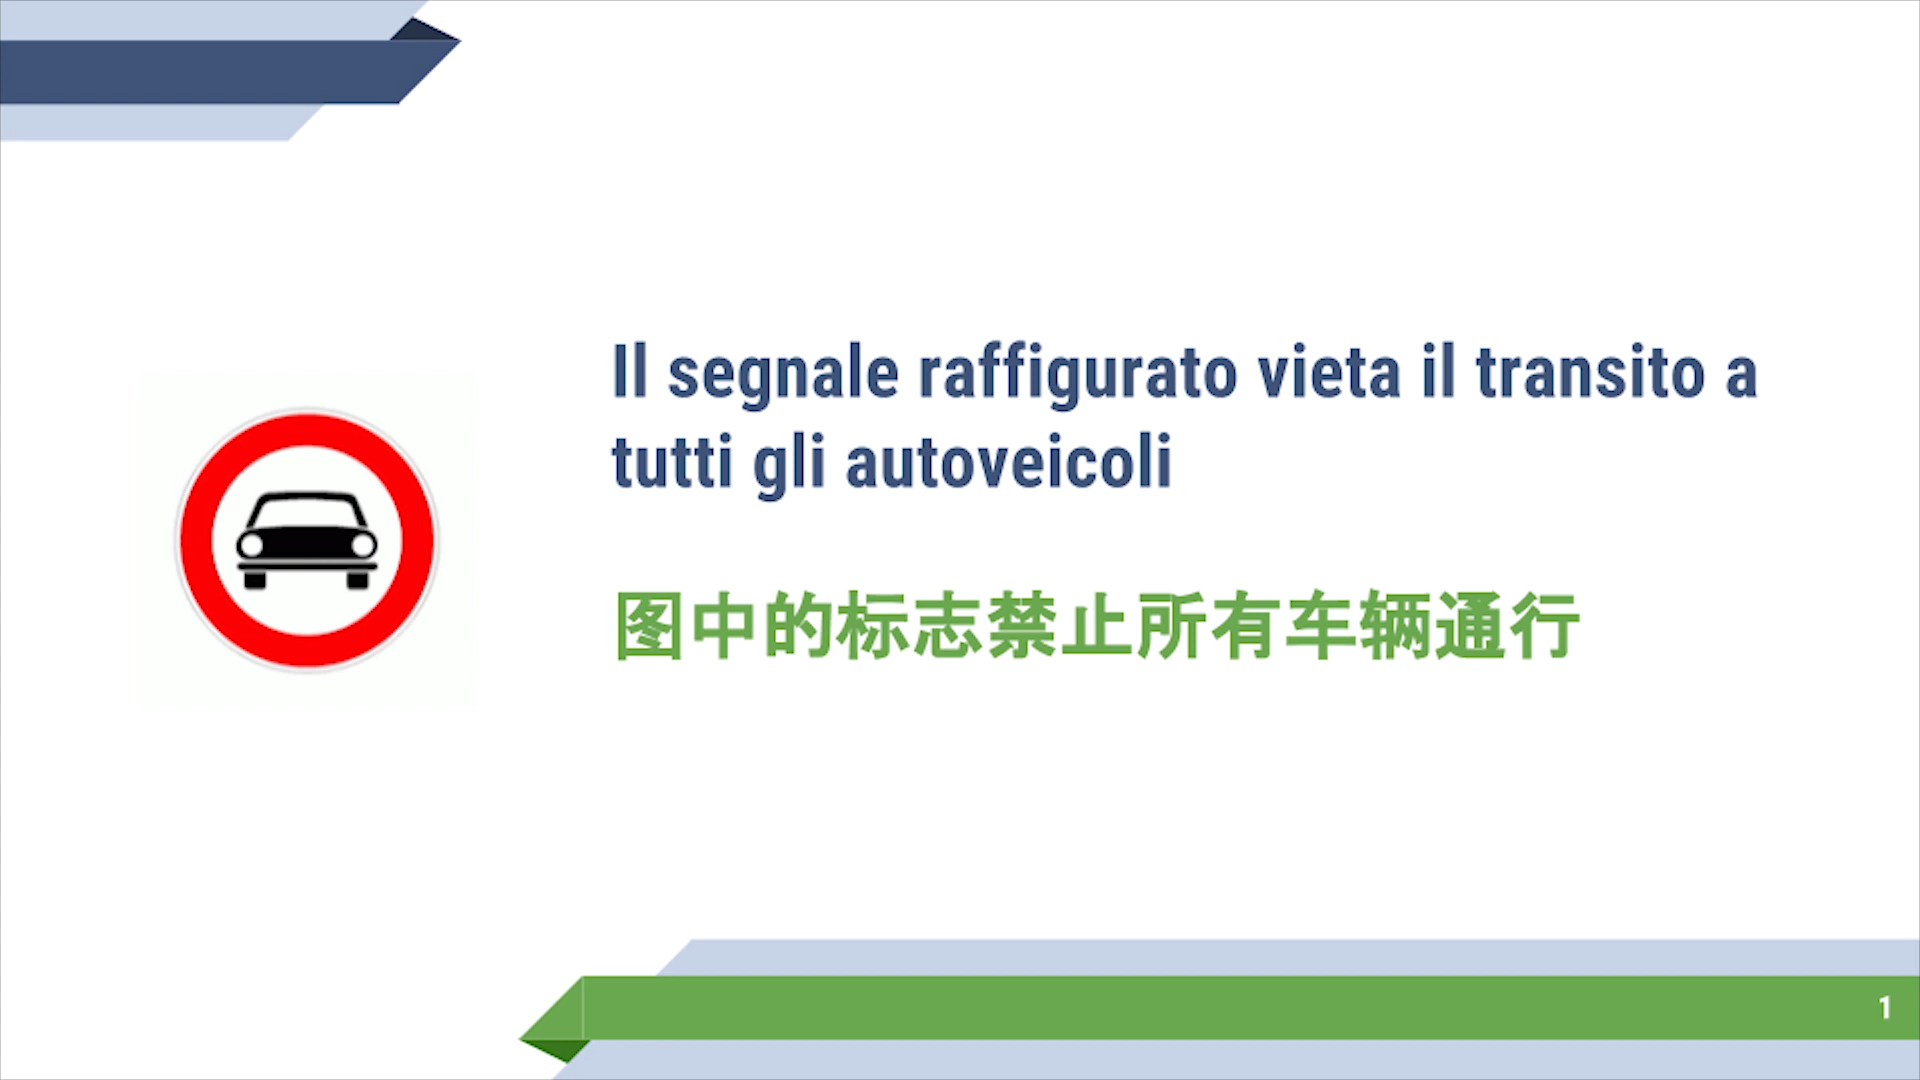 Il segnale raffigurato vieta il transito a
tutti gli autoveicoli
图中的标志禁止所有车辆通行
1